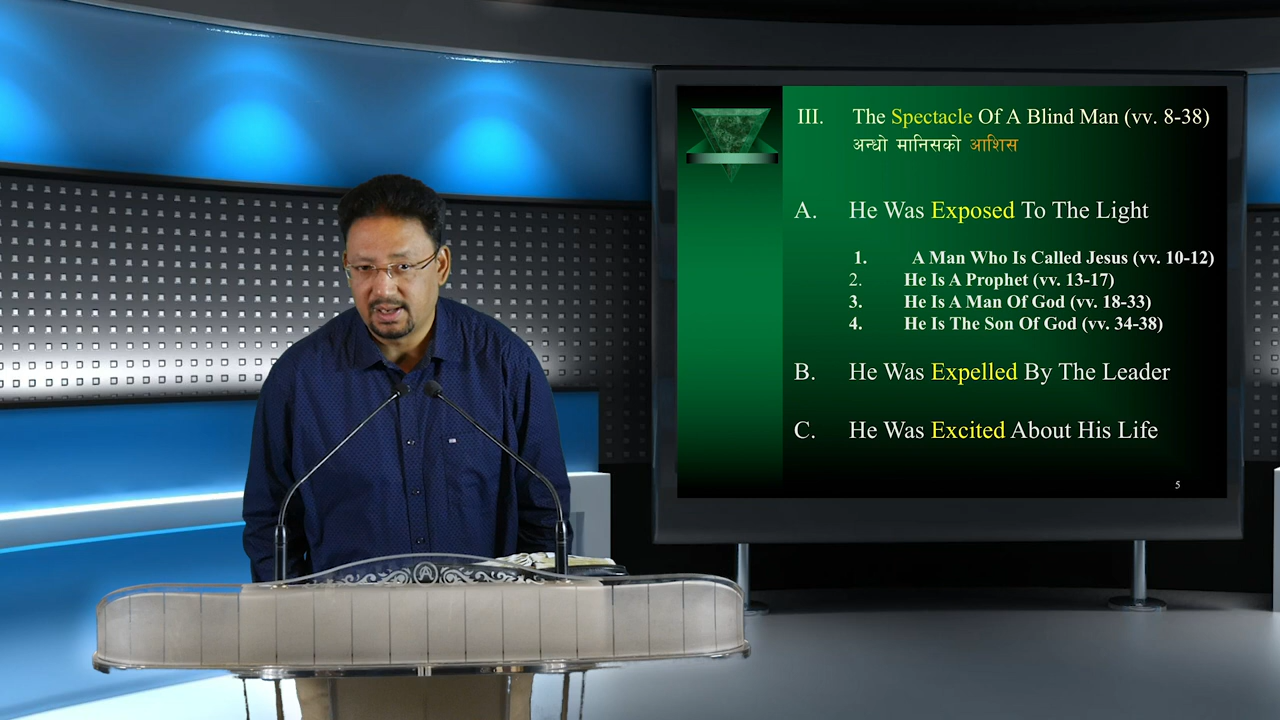 III. The Spectacle Of A Blind Man (vv. 8-38)
अन्धो मानिसको आशिस
A. He Was Exposed To The Light
1. A Man Who Is Called Jesus (vv. 10-12)
2. He Is A Prophet (vv. 13-17)
3. He Is A Man Of God (vv. 18-33)
4. He Is The Son Of God (vv. 34-38)
B. He Was Expelled By The Leader
C. He Was Excited About His Life
5